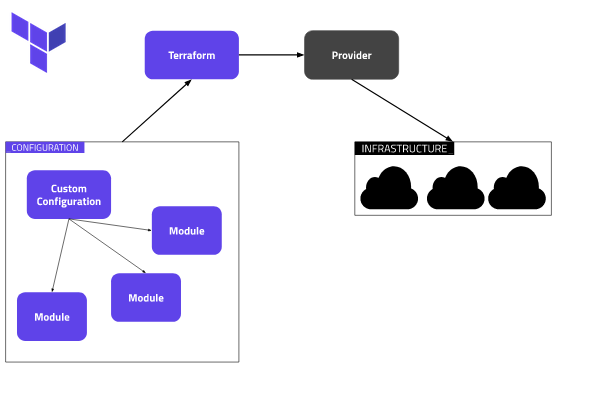 Terraform
Provider
CONFIGURATION
INFRASTRUCTURE
Custom
Configuration
Module
Module
Module